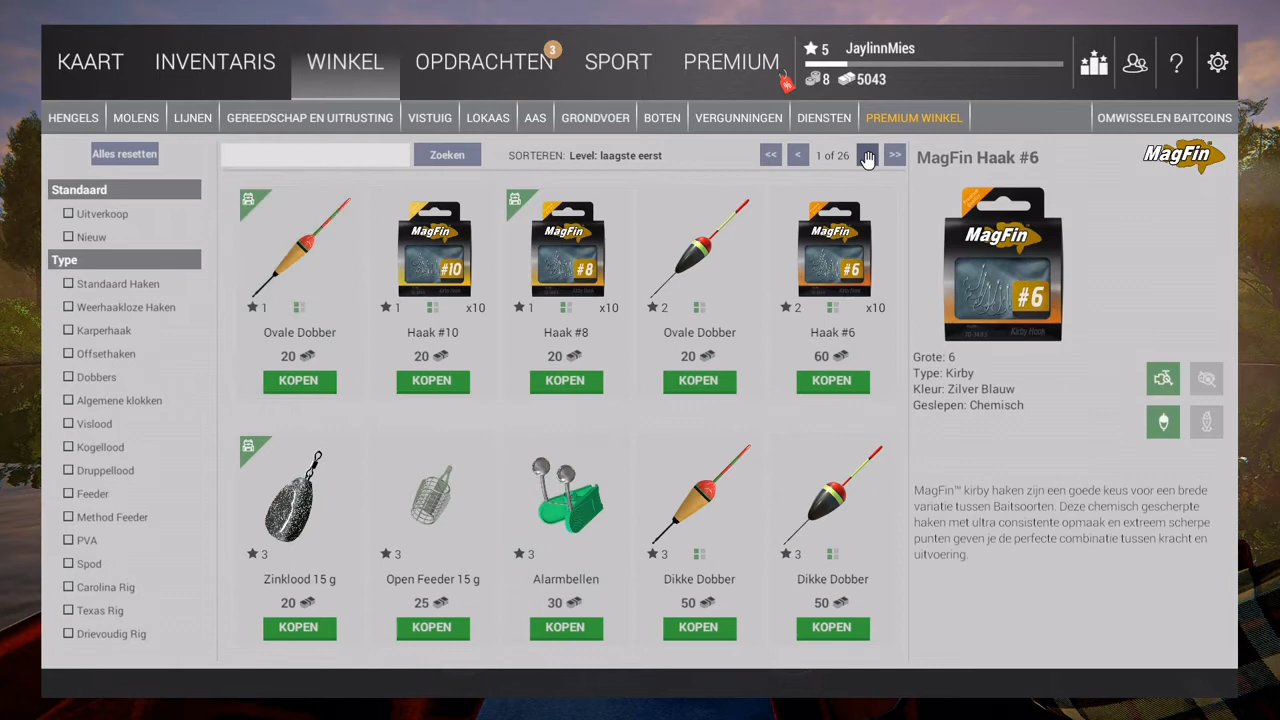 KAART INVENTARIS WINKEL OPDRACHTEN 3 SPORT PREMIUM % 5 JaylinnMies
8 5043 ?
HENGELS MOLENS LIJNEN GEREEDSCHAP EN UITRUSTING VISTUIG LOKAAS AAS GRONDVOER BOTEN VERGUNNINGEN DIENSTEN PREMIUM WINKEL OMWISSELEN BAITCOINS
Alles resetten
Zoeken SORTEREN: Level: laagste eerst << < 1 of 26 >>
Standaard
Uitverkoop
Nieuw
Type
Standaard Haken
Weerhaakloze Haken
Karperhaak
Offsethaken
Dobbers
Algemene klokken
Vislood
Kogellood
Druppellood
Feeder
Method Feeder
PVA
Spod
Carolina Rig
Texas Rig
Drievoudig Rig
MagFin #10
MagFin #8
MagFin #6
1 1 x10 1 x10 2 2 x10
Ovale Dobber Haak #10 Haak #8 Ovale Dobber Haak #6
20 20 20 20 60
KOPEN KOPEN KOPEN KOPEN KOPEN
3 3 3 3 3
Zinklood 15 g Open Feeder 15 g Alarmbellen Dikke Dobber Dikke Dobber
20 25 30 50 50
KOPEN KOPEN KOPEN KOPEN KOPEN
MagFin Haak #6 MagFin
MagFin
#6
Kirby Hook
Grote: 6
Type: Kirby
Kleur: Zilver Blauw
Geslepen: Chemisch
MagFin™ kirby haken zijn een goede keus voor een brede
variatie tussen Baitsoorten. Deze chemisch gescherpte
haken met ultra consistente opmaak en extreem scherpe
punten geven je de perfecte combinatie tussen kracht en
uitvoering.